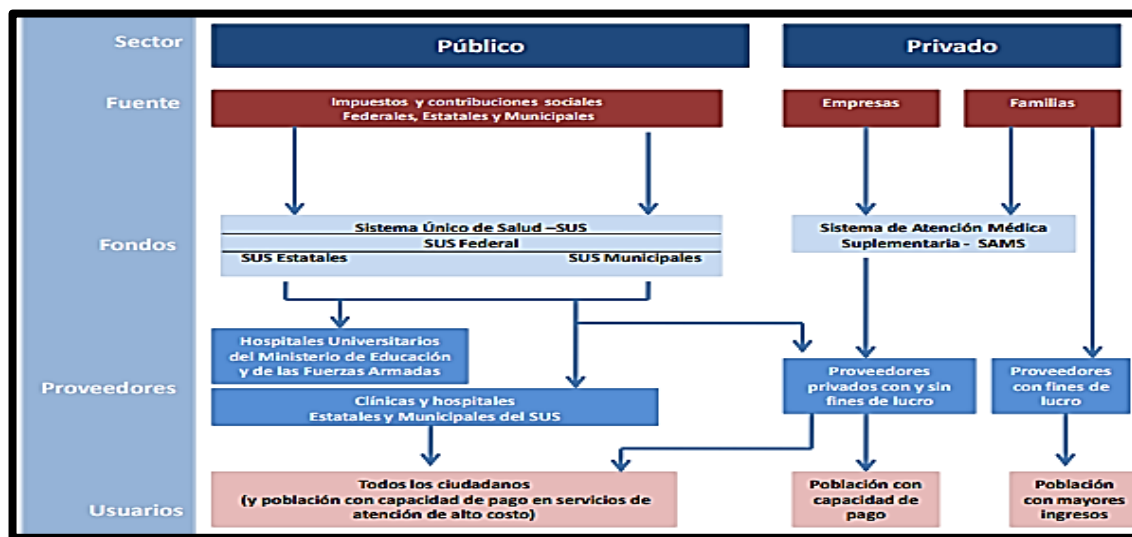 Sector
Público
Privado
Fuente
Impuestos y contribuciones sociales
Federales, Estatales y Municipales
Empresas
Familias
Fondos
Sistema Único de Salud –SUS
SUS Federal
SUS Estatales
SUS Municipales
Sistema de Atención Médica
Suplementaria - SAMS
Proveedores
Hospitales Universitarios
del Ministerio de Educación
y de las Fuerzas Armadas
Clínicas y hospitales
Estatales y Municipales del SUS
Proveedores
privados con y sin
fines de lucro
Proveedores
con fines de
lucro
Usuarios
Todos los ciudadanos
(y población con capacidad de pago en servicios de
atención de alto costo)
Población con
capacidad de
pago
Población
con mayores
ingresos